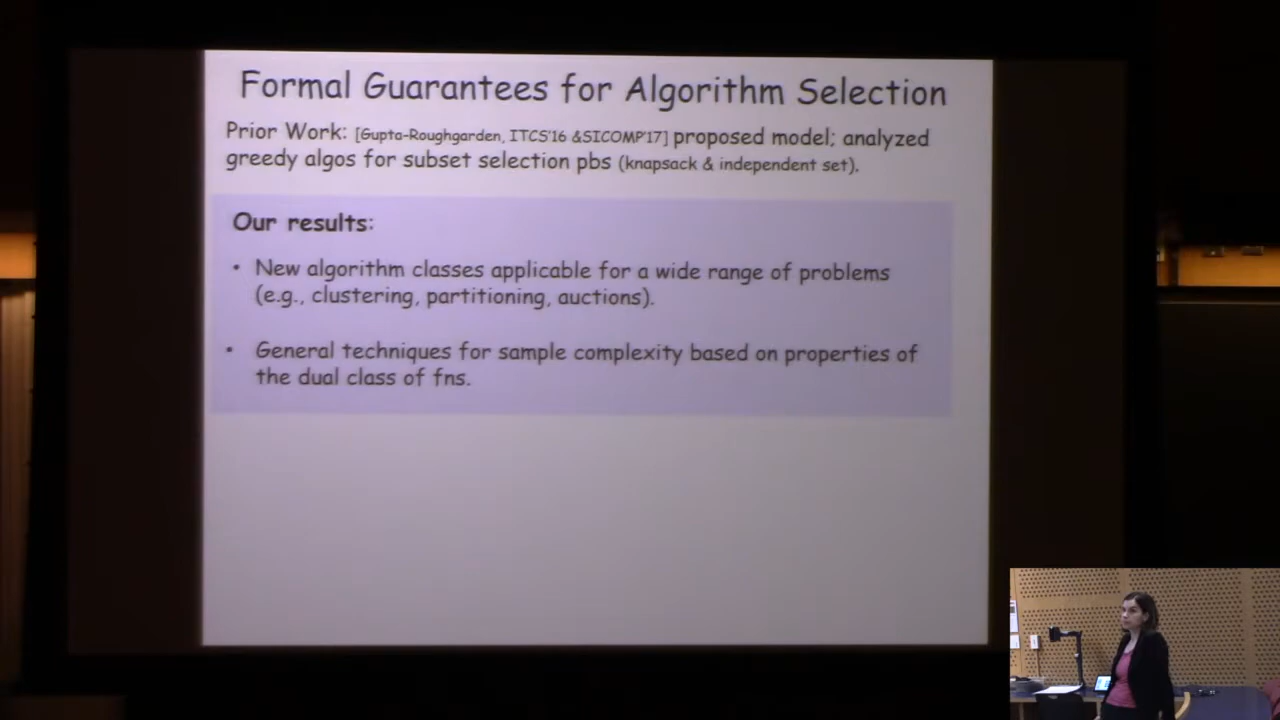 Formal Guarantees for Algorithm Selection
Prior Work: [Gupta-Roughgarden, ITCS'16 &SICOMP'17] proposed model; analyzed
greedy algos for subset selection pbs (knapsack & independent set).
Our results:
• New algorithm classes applicable for a wide range of problems
(e.g., clustering, partitioning, auctions).
• General techniques for sample complexity based on properties of
the dual class of fns.